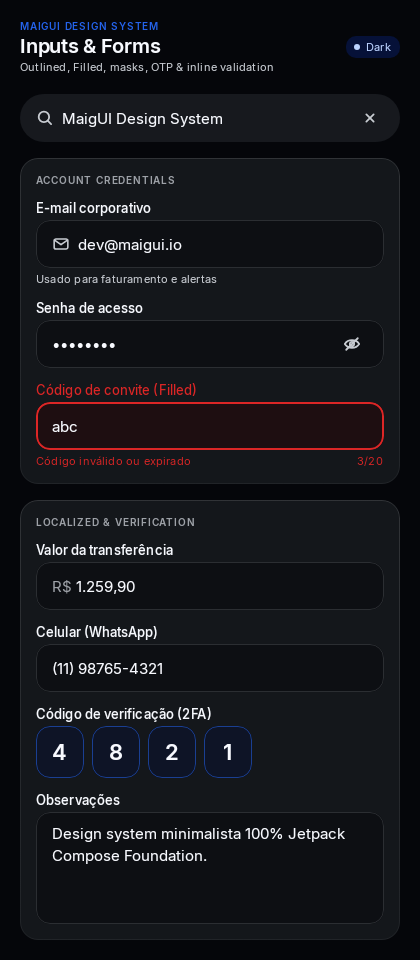 MAIGUI DESIGN SYSTEM
Inputs & Forms
Dark
Outlined, Filled, masks, OTP & inline validation
MaigUI Design System
ACCOUNT CREDENTIALS
E-mail corporativo
dev@maigui.io
Usado para faturamento e alertas
Senha de acesso
••••••••
Código de convite (Filled)
abc
Código inválido ou expirado 3/20
LOCALIZED & VERIFICATION
Valor da transferência
R$ 1.259,90
Celular (WhatsApp)
(11) 98765-4321
Código de verificação (2FA)
4 8 2 1
Observações
Design system minimalista 100% Jetpack
Compose Foundation.